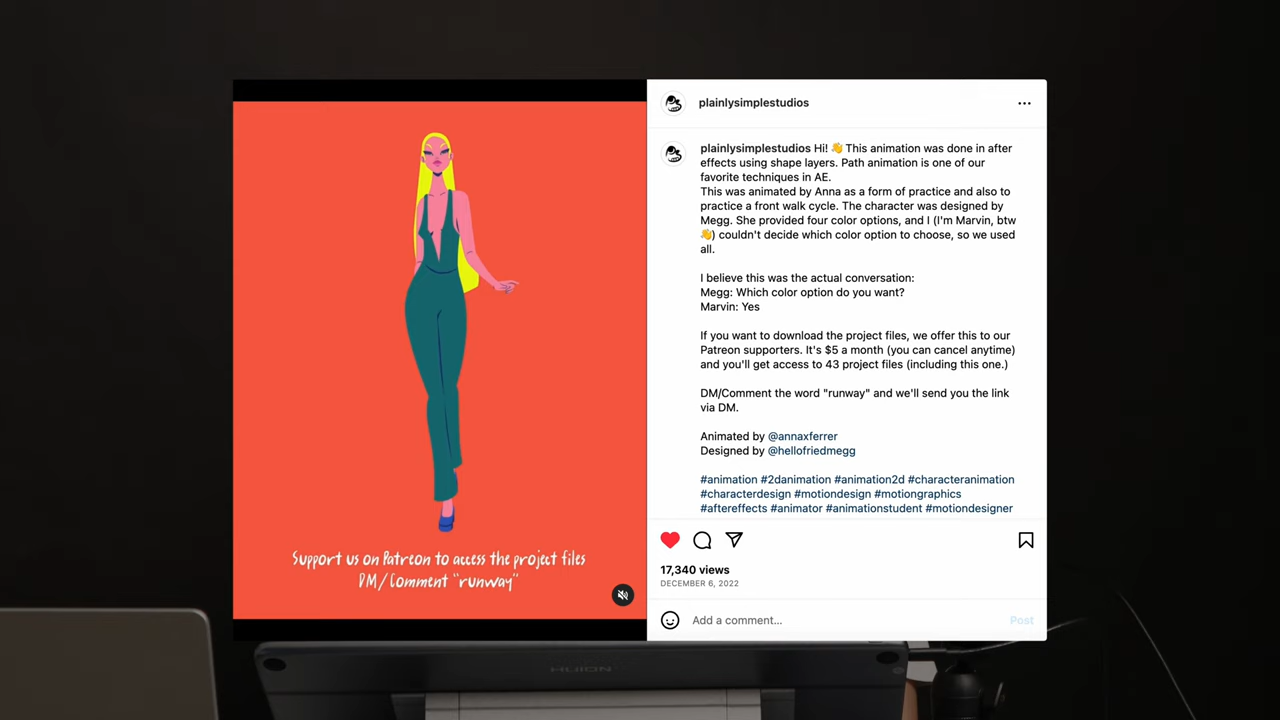 plainlysimplestudios
plainlysimplestudios Hi! 👋 This animation was done in after
effects using shape layers. Path animation is one of our
favorite techniques in AE.
This was animated by Anna as a form of practice and also to
practice a front walk cycle. The character was designed by
Megg. She provided four color options, and I (I'm Marvin, btw
👋) couldn't decide which color option to choose, so we used
all.
I believe this was the actual conversation:
Megg: Which color option do you want?
Marvin: Yes
If you want to download the project files, we offer this to our
Patreon supporters. It's $5 a month (you can cancel anytime)
and you'll get access to 43 project files (including this one.)
DM/Comment the word "runway" and we'll send you the link
via DM.
Animated by @annaxferrer
Designed by @hellofriedmegg
#animation #2danimation #animation2d #characteranimation
#characterdesign #motiondesign #motiongraphics
#aftereffects #animator #animationstudent #motiondesigner
17,340 views
DECEMBER 6, 2022
Add a comment...
Post
Support us on Patreon to access the project files
DM/Comment "runway"
HUION